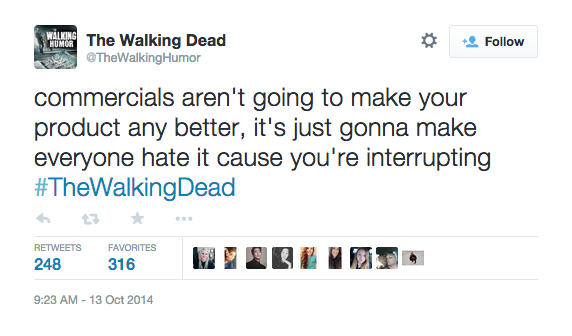 WALKING
HUMOR
The Walking Dead
@TheWalkingHumor
Follow
commercials aren't going to make your
product any better, it's just gonna make
everyone hate it cause you're interrupting
#TheWalkingDead
RETWEETS FAVORITES
248 316
9:23 AM - 13 Oct 2014